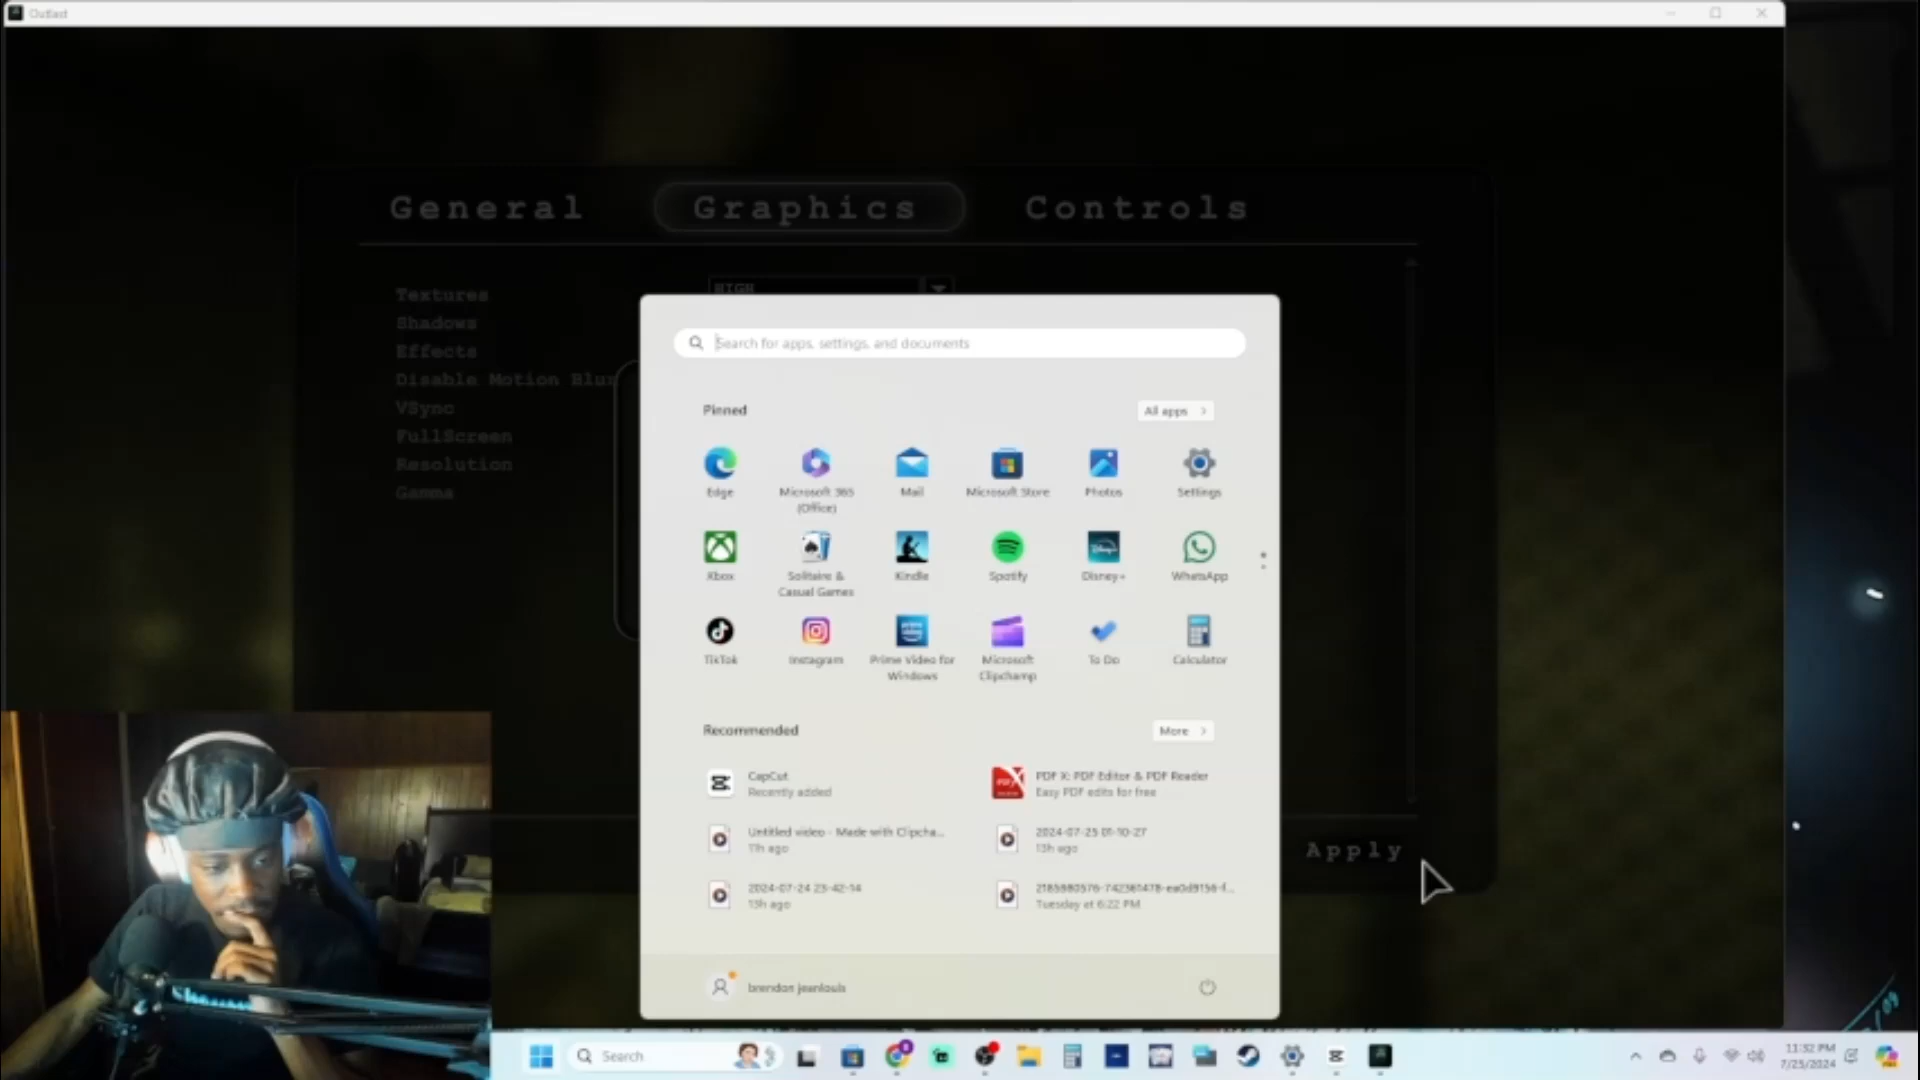 Outlast
General
Graphics
Controls
Textures
HIGH
Shadows
Effects
Disable Motion Blur
VSync
FullScreen
Resolution
Gamma
Apply
Search for apps, settings, and documents
Pinned
All apps
Edge
Microsoft 365
(Office)
Mail
Microsoft Store
Photos
Settings
Xbox
Solitaire &
Casual Games
Kindle
Spotify
Disney+
WhatsApp
TikTok
Instagram
Prime Video for
Windows
Microsoft
Clipchamp
To Do
Calculator
Recommended
More
CapCut
Recently added
PDF X: PDF Editor & PDF Reader
Easy PDF edits for free
Untitled video - Made with Clipcha...
11h ago
2024-07-25 01-10-27
13h ago
2024-07-24 23-42-14
13h ago
Tuesday at 6:22 PM
brendon jeanlouis
Search
11:32 PM
7/25/2024